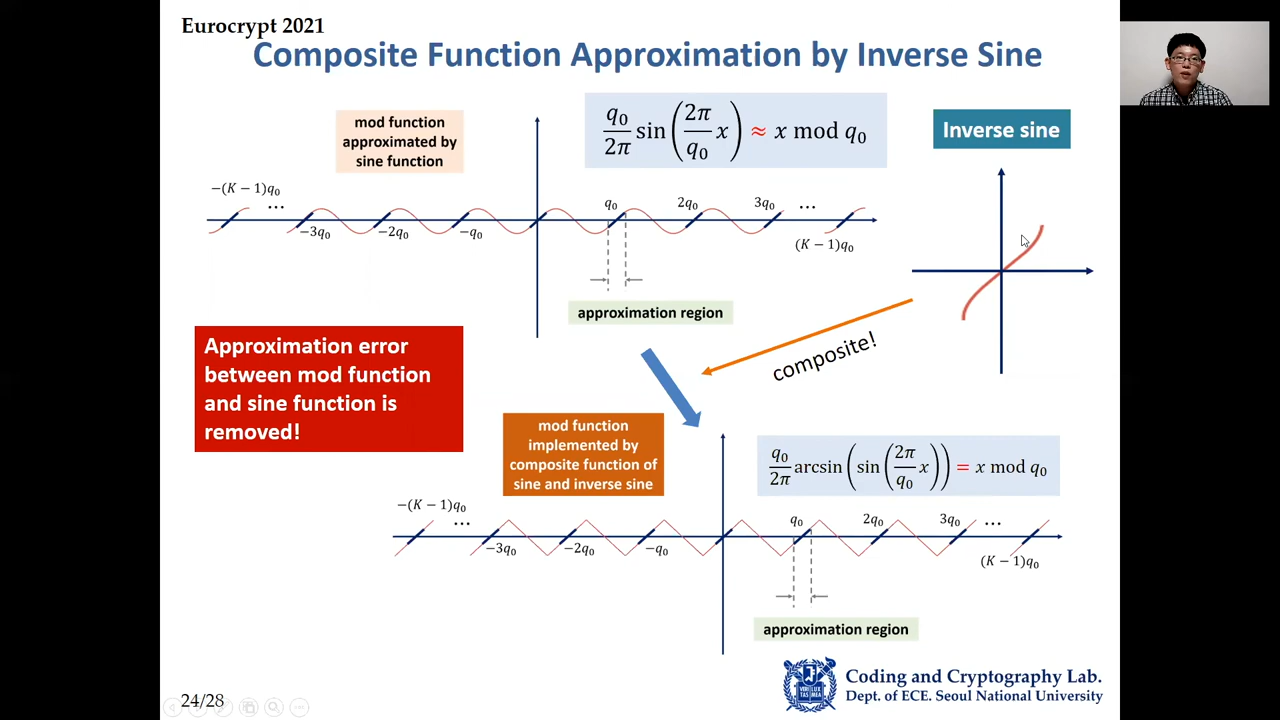 Eurocrypt 2021
Composite Function Approximation by Inverse Sine
mod function
approximated by
sine function
q₀/2π sin(2π/q₀ x) ≈ x mod q₀
Inverse sine
−(K − 1)q₀
⋯
−3q₀
−2q₀
−q₀
q₀
2q₀
3q₀
⋯
(K − 1)q₀
approximation region
composite!
Approximation error
between mod function
and sine function is
removed!
mod function
implemented by
composite function of
sine and inverse sine
q₀/2π arcsin(sin(2π/q₀ x)) = x mod q₀
−(K − 1)q₀
⋯
−3q₀
−2q₀
−q₀
q₀
2q₀
3q₀
⋯
(K − 1)q₀
approximation region
24/28
VERI LUX TAS MEA
Coding and Cryptography Lab.
Dept. of ECE. Seoul National University